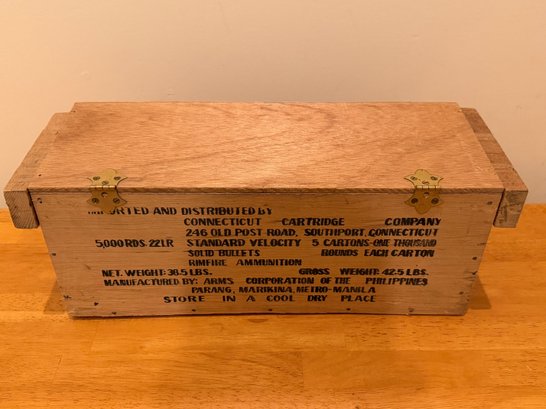 IMPORTED AND DISTRIBUTED BY
CONNECTICUT CARTRIDGE COMPANY
246 OLD POST ROAD, SOUTHPORT, CONNECTICUT
5,000 RDS. 22 LR STANDARD VELOCITY 5 CARTONS-ONE THOUSAND
SOLID BULLETS ROUNDS EACH CARTON
RIMFIRE AMMUNITION
NET. WEIGHT: 38.5 LBS. GROSS WEIGHT: 42.5 LBS.
MANUFACTURED BY: ARMS CORPORATION OF THE PHILIPPINES
PARANG, MARIKINA, METRO-MANILA
STORE IN A COOL DRY PLACE